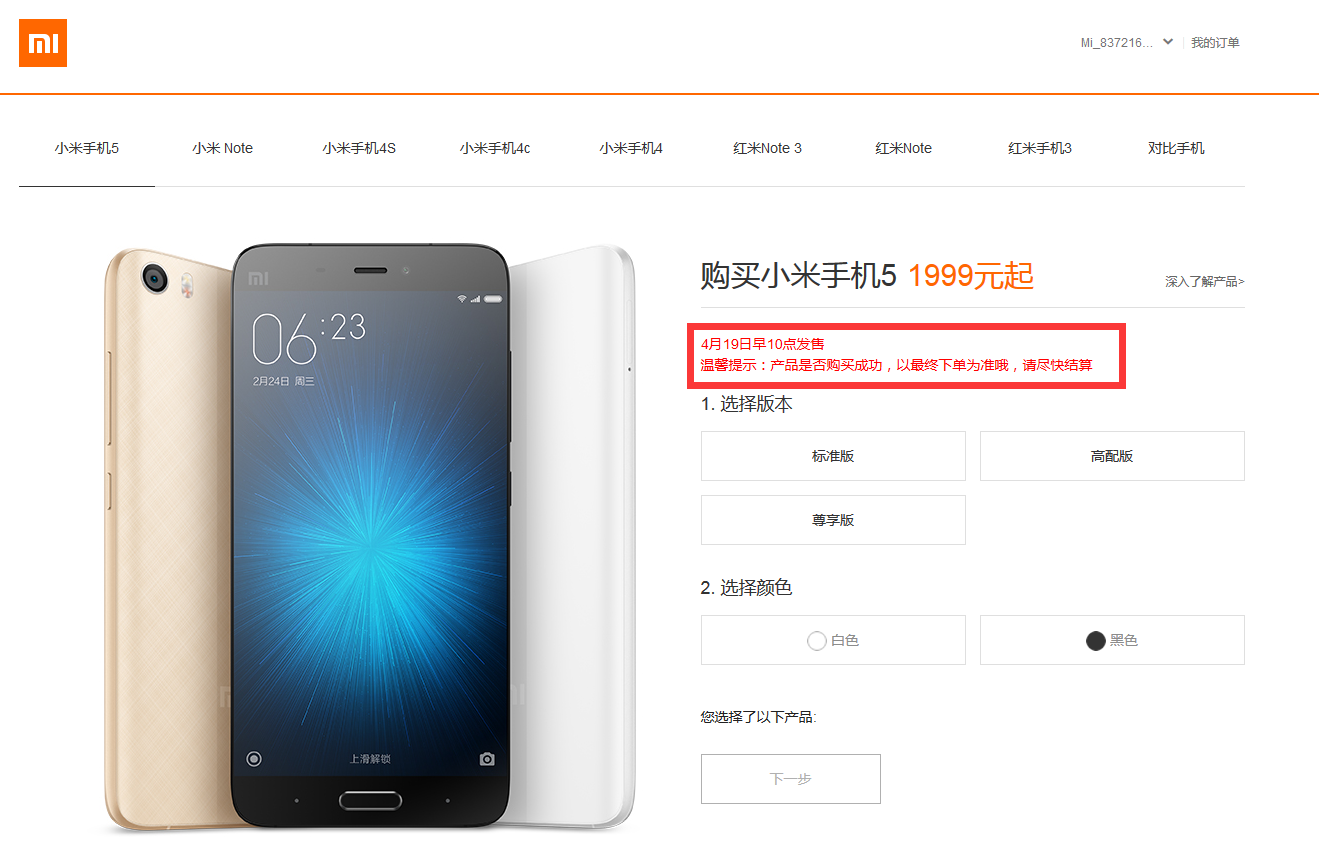 mi
Mi_837216... 我的订单
小米手机5 小米 Note 小米手机4S 小米手机4c 小米手机4 红米Note 3 红米Note 红米手机3 对比手机
购买小米手机5 1999元起
深入了解产品>
4月19日早10点发售
温馨提示：产品是否购买成功，以最终下单为准哦，请尽快结算
1. 选择版本
标准版 高配版
尊享版
2. 选择颜色
白色 黑色
您选择了以下产品:
下一步
mi
06:23
2月24日 周三
上滑解锁